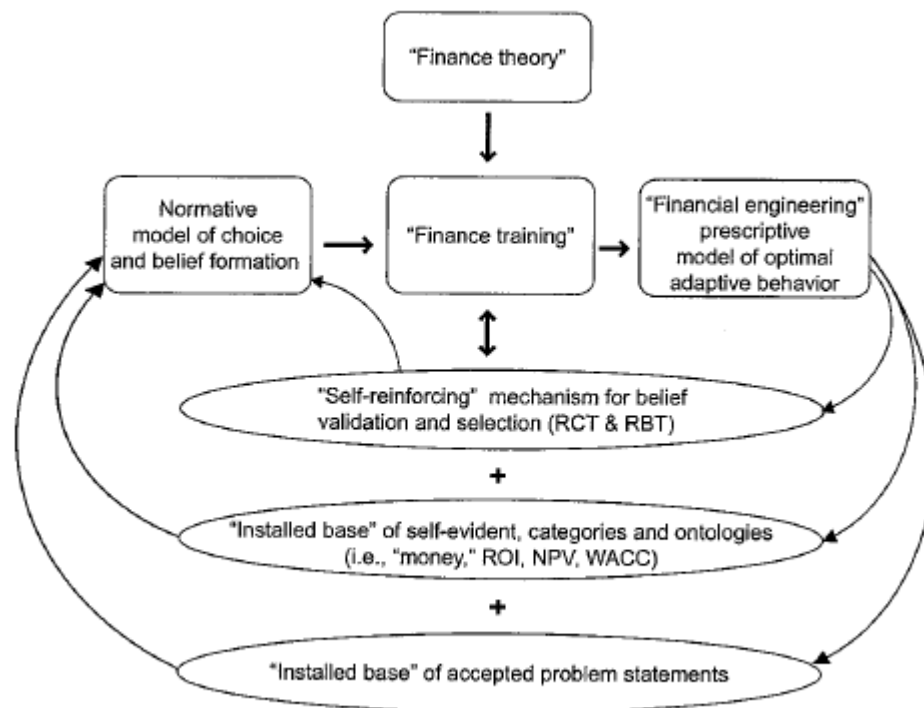 "Finance theory"
Normative
model of choice
and belief formation
"Finance training"
"Financial engineering"
prescriptive
model of optimal
adaptive behavior
"Self-reinforcing" mechanism for belief
validation and selection (RCT & RBT)
+
"Installed base" of self-evident, categories and ontologies
(i.e., "money," ROI, NPV, WACC)
+
"Installed base" of accepted problem statements